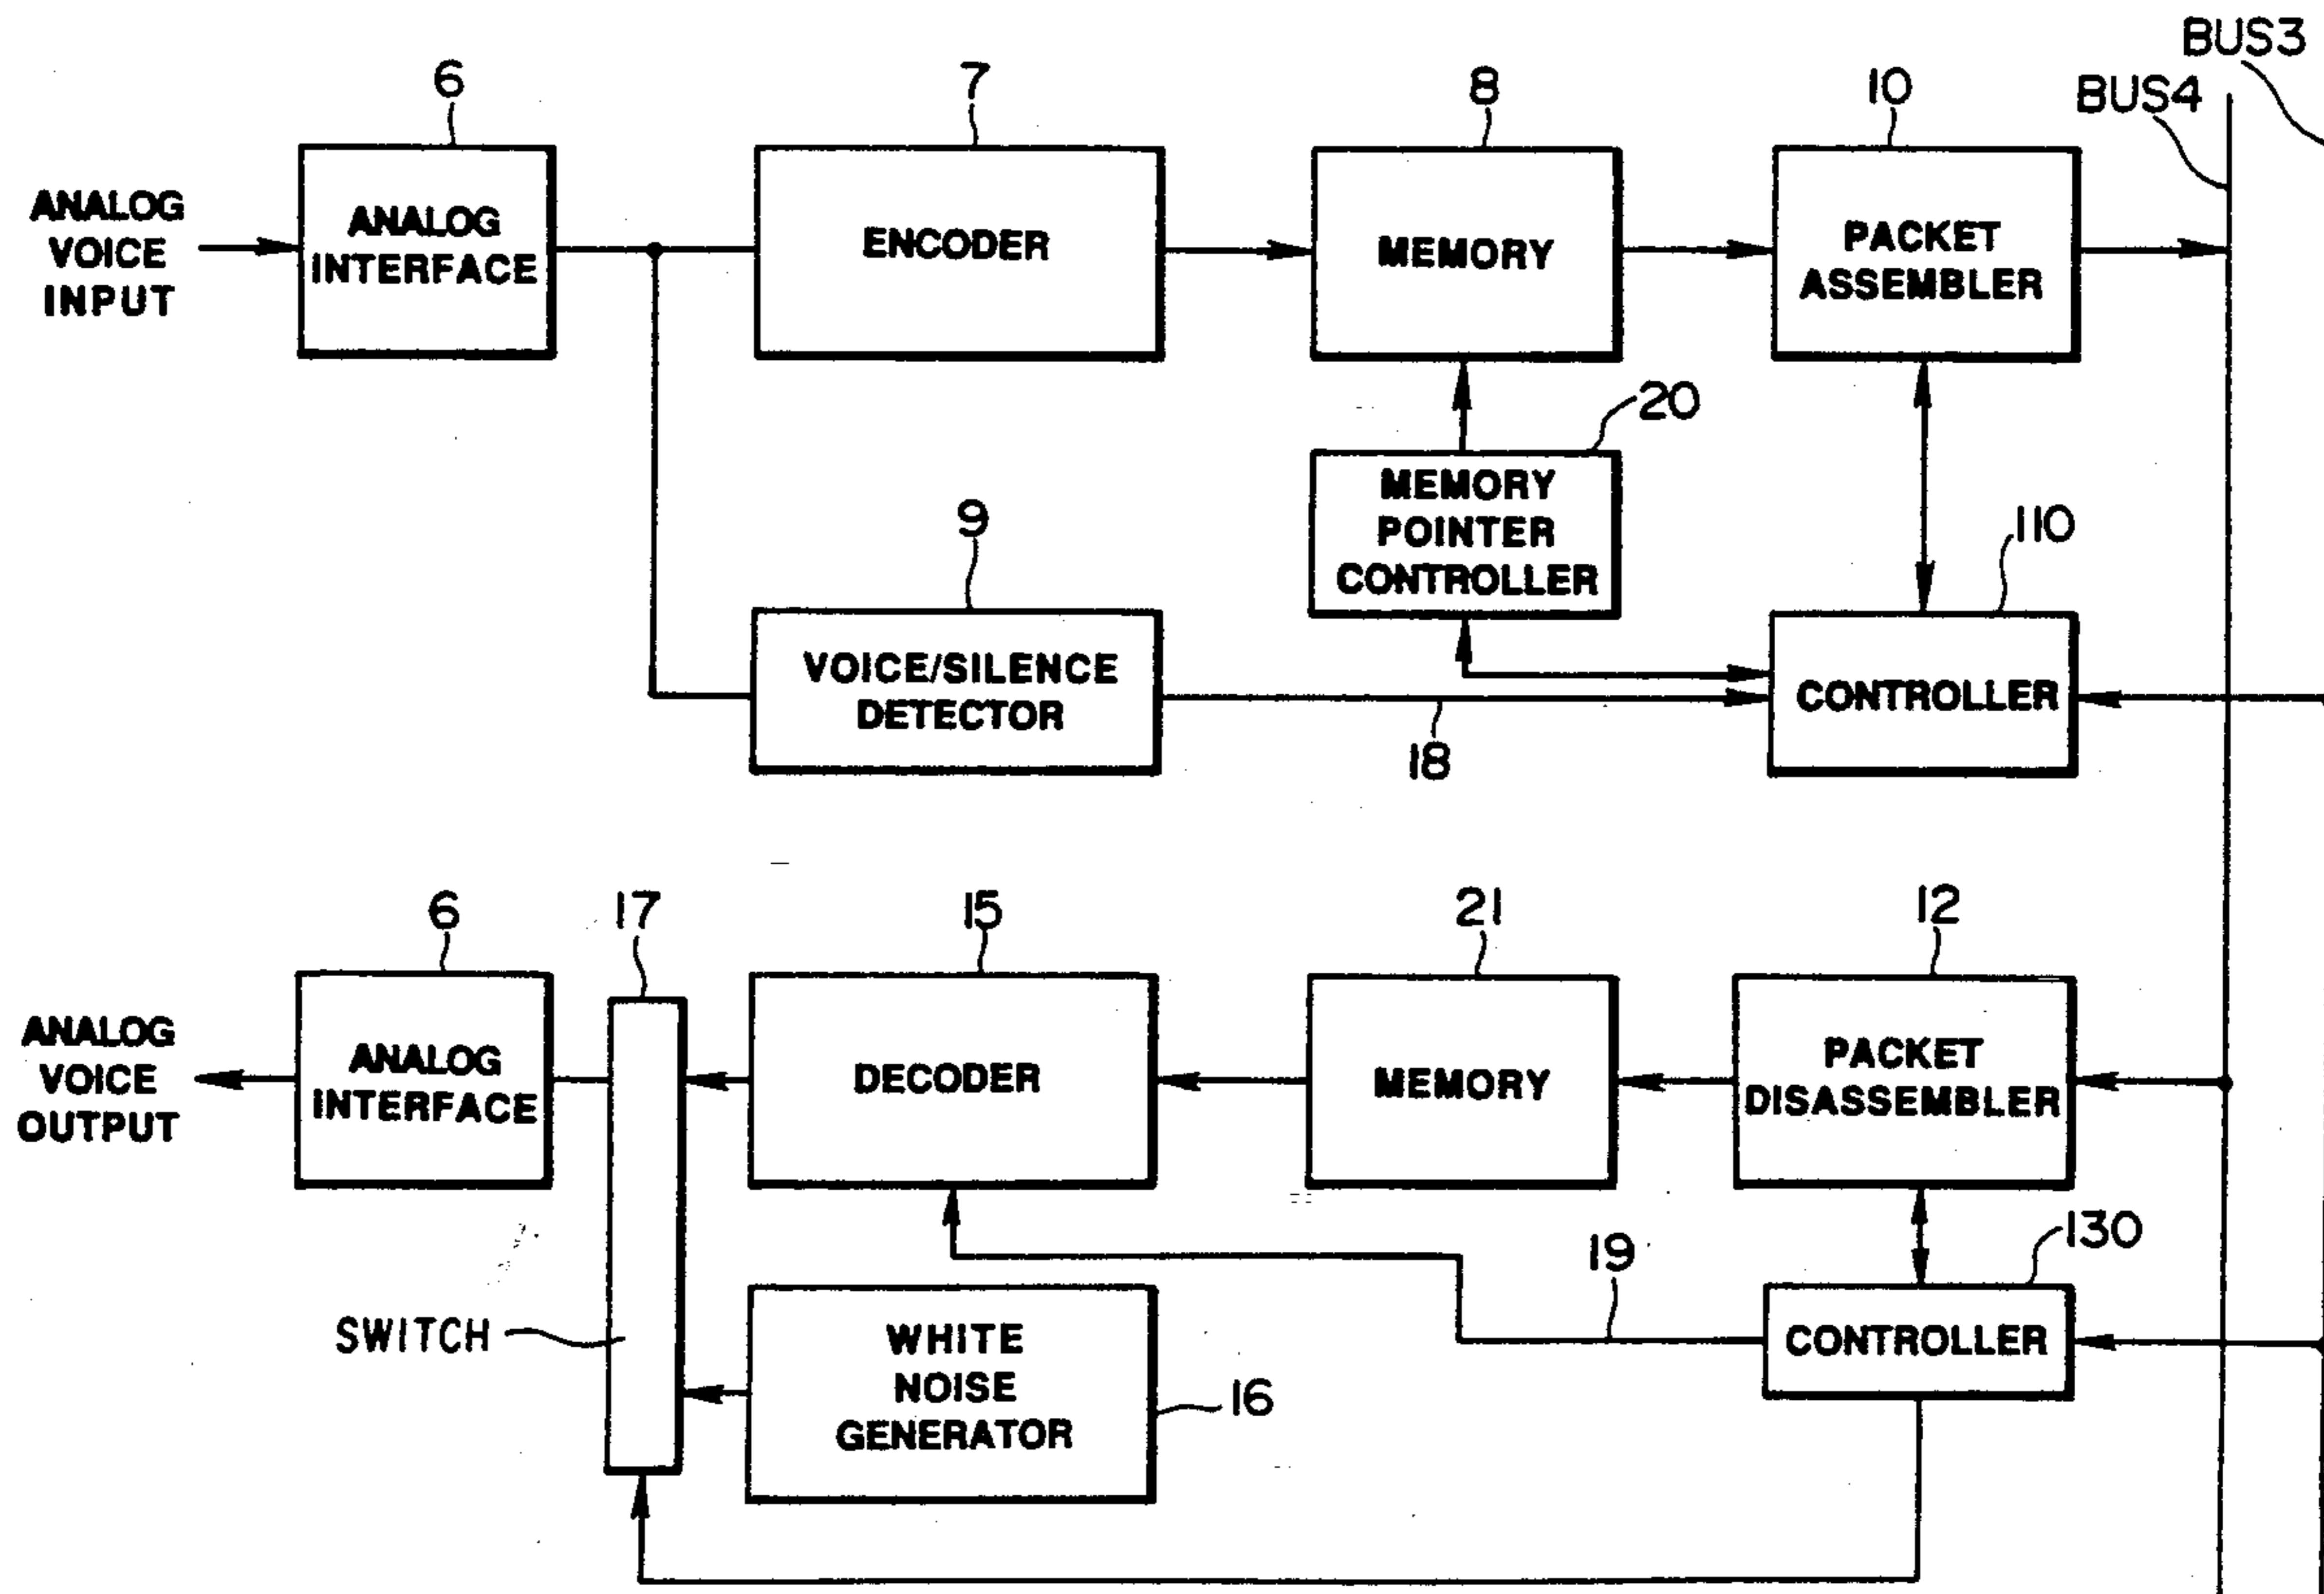 BUS3
BUS4
6
7
8
10
ANALOG
VOICE
INPUT
ANALOG
INTERFACE
ENCODER
MEMORY
PACKET
ASSEMBLER
20
MEMORY
POINTER
CONTROLLER
9
110
VOICE/SILENCE
DETECTOR
18
CONTROLLER
6
17
15
21
12
ANALOG
VOICE
OUTPUT
ANALOG
INTERFACE
DECODER
MEMORY
PACKET
DISASSEMBLER
19
130
SWITCH
WHITE
NOISE
GENERATOR
16
CONTROLLER